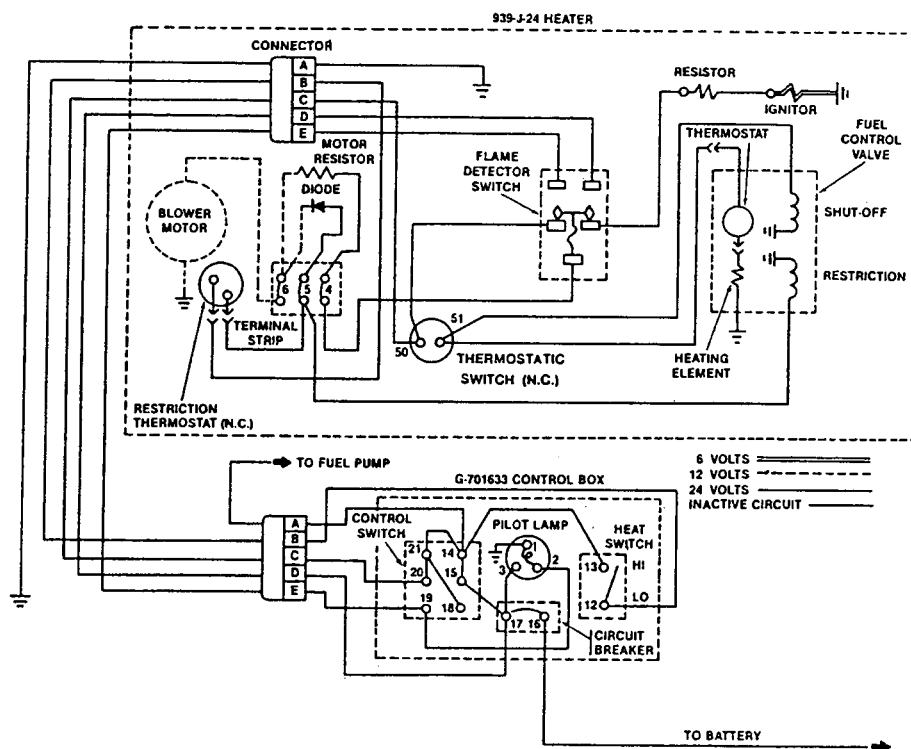 939-J-24 HEATER
CONNECTOR
A
B
C
D
E
RESISTOR
IGNITOR
MOTOR
RESISTOR
DIODE
FLAME
DETECTOR
SWITCH
THERMOSTAT
FUEL
CONTROL
VALVE
BLOWER
MOTOR
SHUT-OFF
6
5
4
RESTRICTION
TERMINAL
STRIP
50
51
THERMOSTATIC
SWITCH (N.C.)
HEATING
ELEMENT
RESTRICTION
THERMOSTAT (N.C.)
6 VOLTS
12 VOLTS
24 VOLTS
INACTIVE CIRCUIT
TO FUEL PUMP
G-701633 CONTROL BOX
A
B
C
D
E
CONTROL
SWITCH
PILOT LAMP
HEAT
SWITCH
21
14
1
3
2
13
HI
20
15
19
18
12
LO
17
16
CIRCUIT
BREAKER
TO BATTERY